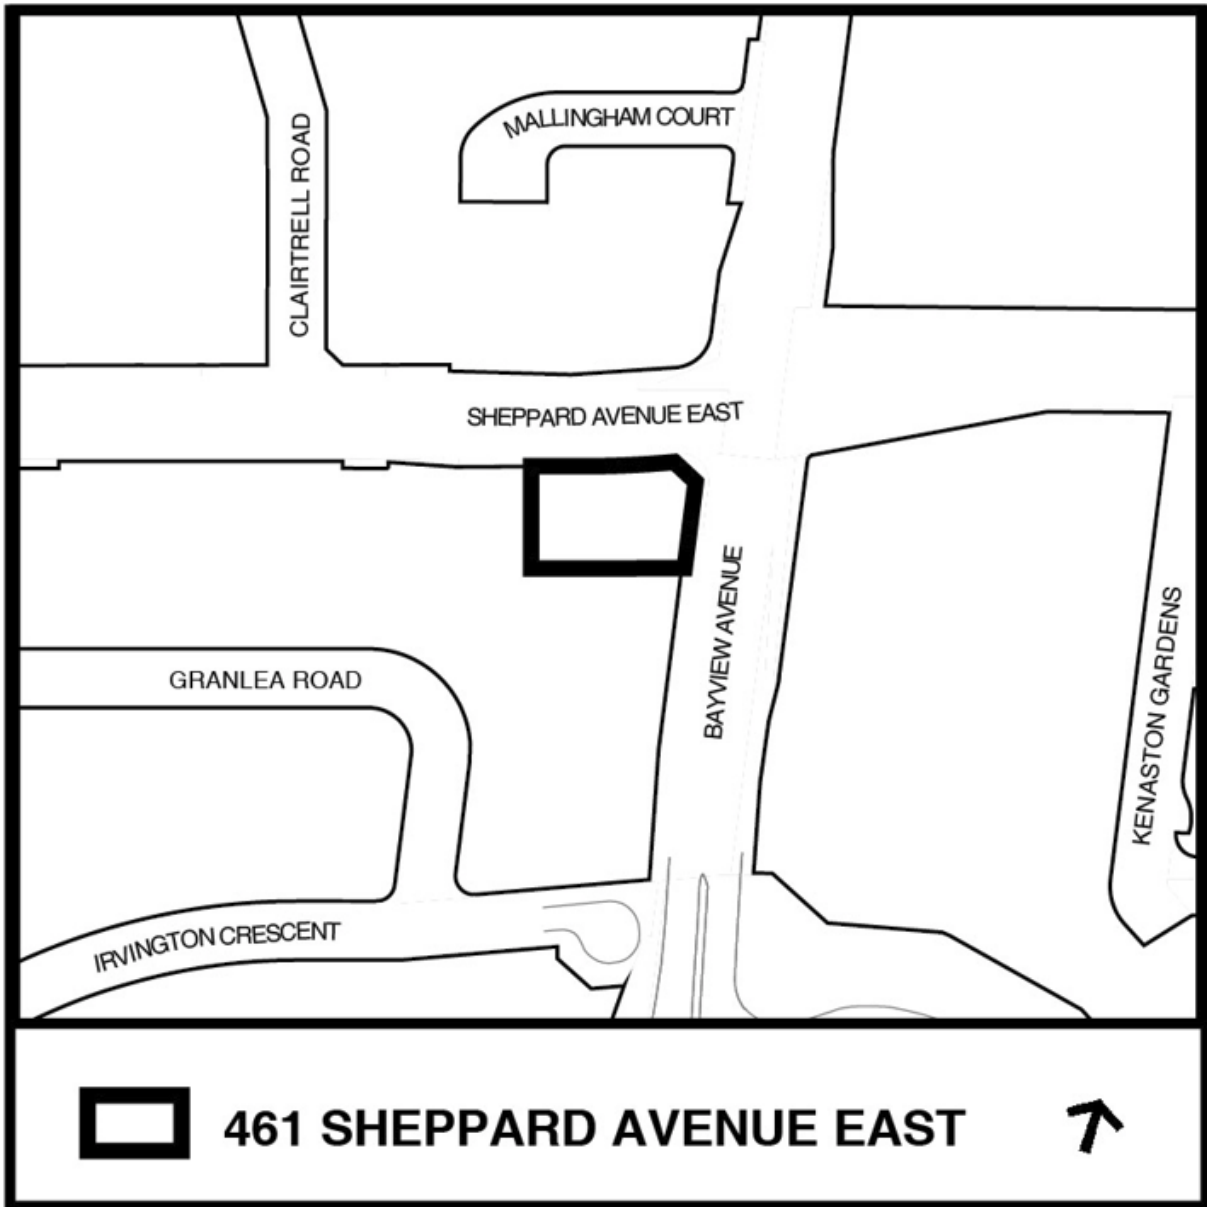 MALLINGHAM COURT
CLAIRTRELL ROAD
SHEPPARD AVENUE EAST
BAYVIEW AVENUE
KENASTON GARDENS
GRANLEA ROAD
IRVINGTON CRESCENT
461 SHEPPARD AVENUE EAST